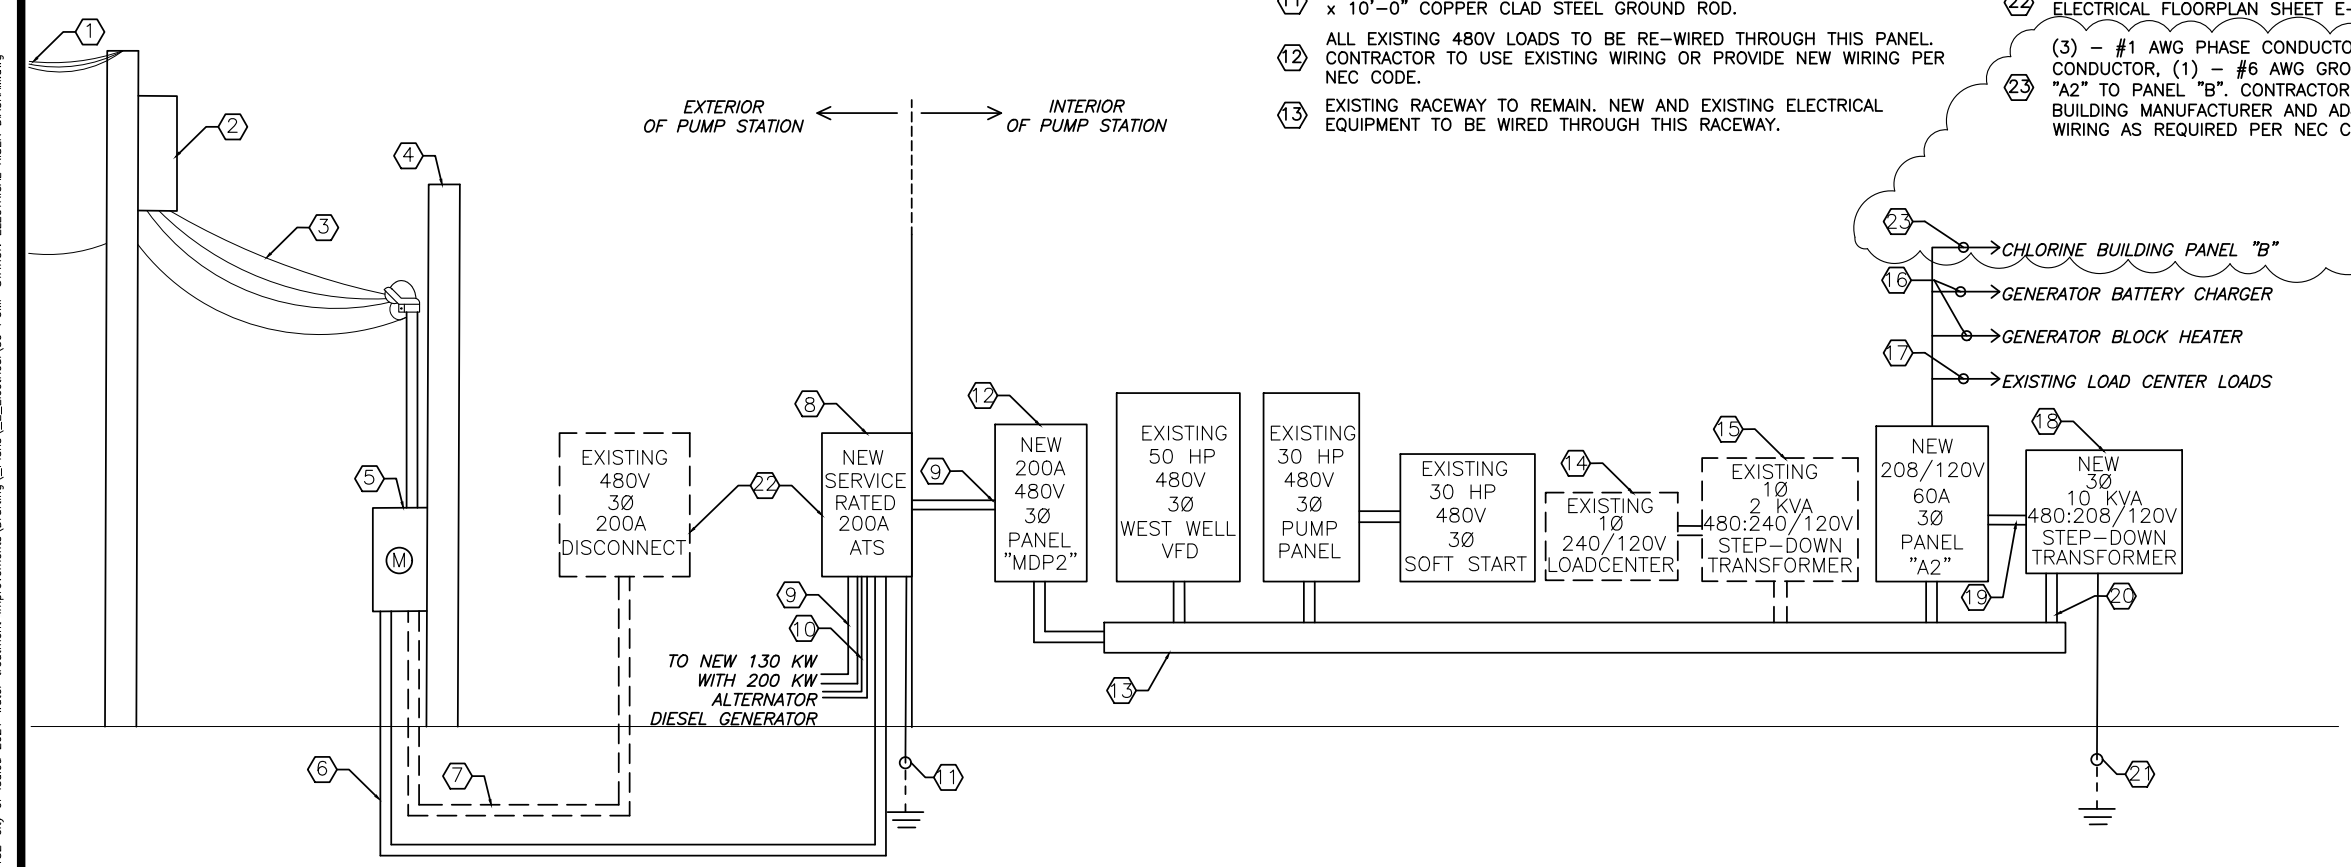 11
x 10'-0" COPPER CLAD STEEL GROUND ROD.
12
ALL EXISTING 480V LOADS TO BE RE-WIRED THROUGH THIS PANEL.
CONTRACTOR TO USE EXISTING WIRING OR PROVIDE NEW WIRING PER
NEC CODE.
13
EXISTING RACEWAY TO REMAIN. NEW AND EXISTING ELECTRICAL
EQUIPMENT TO BE WIRED THROUGH THIS RACEWAY.
22
ELECTRICAL FLOORPLAN SHEET E-
23
(3) - #1 AWG PHASE CONDUCTO
CONDUCTOR, (1) - #6 AWG GRO
"A2" TO PANEL "B". CONTRACTOR
BUILDING MANUFACTURER AND AD
WIRING AS REQUIRED PER NEC C
EXTERIOR
OF PUMP STATION
INTERIOR
OF PUMP STATION
1
2
3
4
5
M
6
7
EXISTING
480V
3Ø
200A
DISCONNECT
22
8
NEW
SERVICE
RATED
200A
ATS
9
9
10
TO NEW 130 KW
WITH 200 KW
ALTERNATOR
DIESEL GENERATOR
11
12
NEW
200A
480V
3Ø
PANEL
"MDP2"
EXISTING
50 HP
480V
3Ø
WEST WELL
VFD
EXISTING
30 HP
480V
3Ø
PUMP
PANEL
EXISTING
30 HP
480V
3Ø
SOFT START
13
14
EXISTING
1Ø
240/120V
LOADCENTER
15
EXISTING
1Ø
2 KVA
480:240/120V
STEP-DOWN
TRANSFORMER
23
CHLORINE BUILDING PANEL "B"
16
GENERATOR BATTERY CHARGER
GENERATOR BLOCK HEATER
17
EXISTING LOAD CENTER LOADS
NEW
208/120V
60A
3Ø
PANEL
"A2"
18
NEW
3Ø
10 KVA
480:208/120V
STEP-DOWN
TRANSFORMER
19
20
21